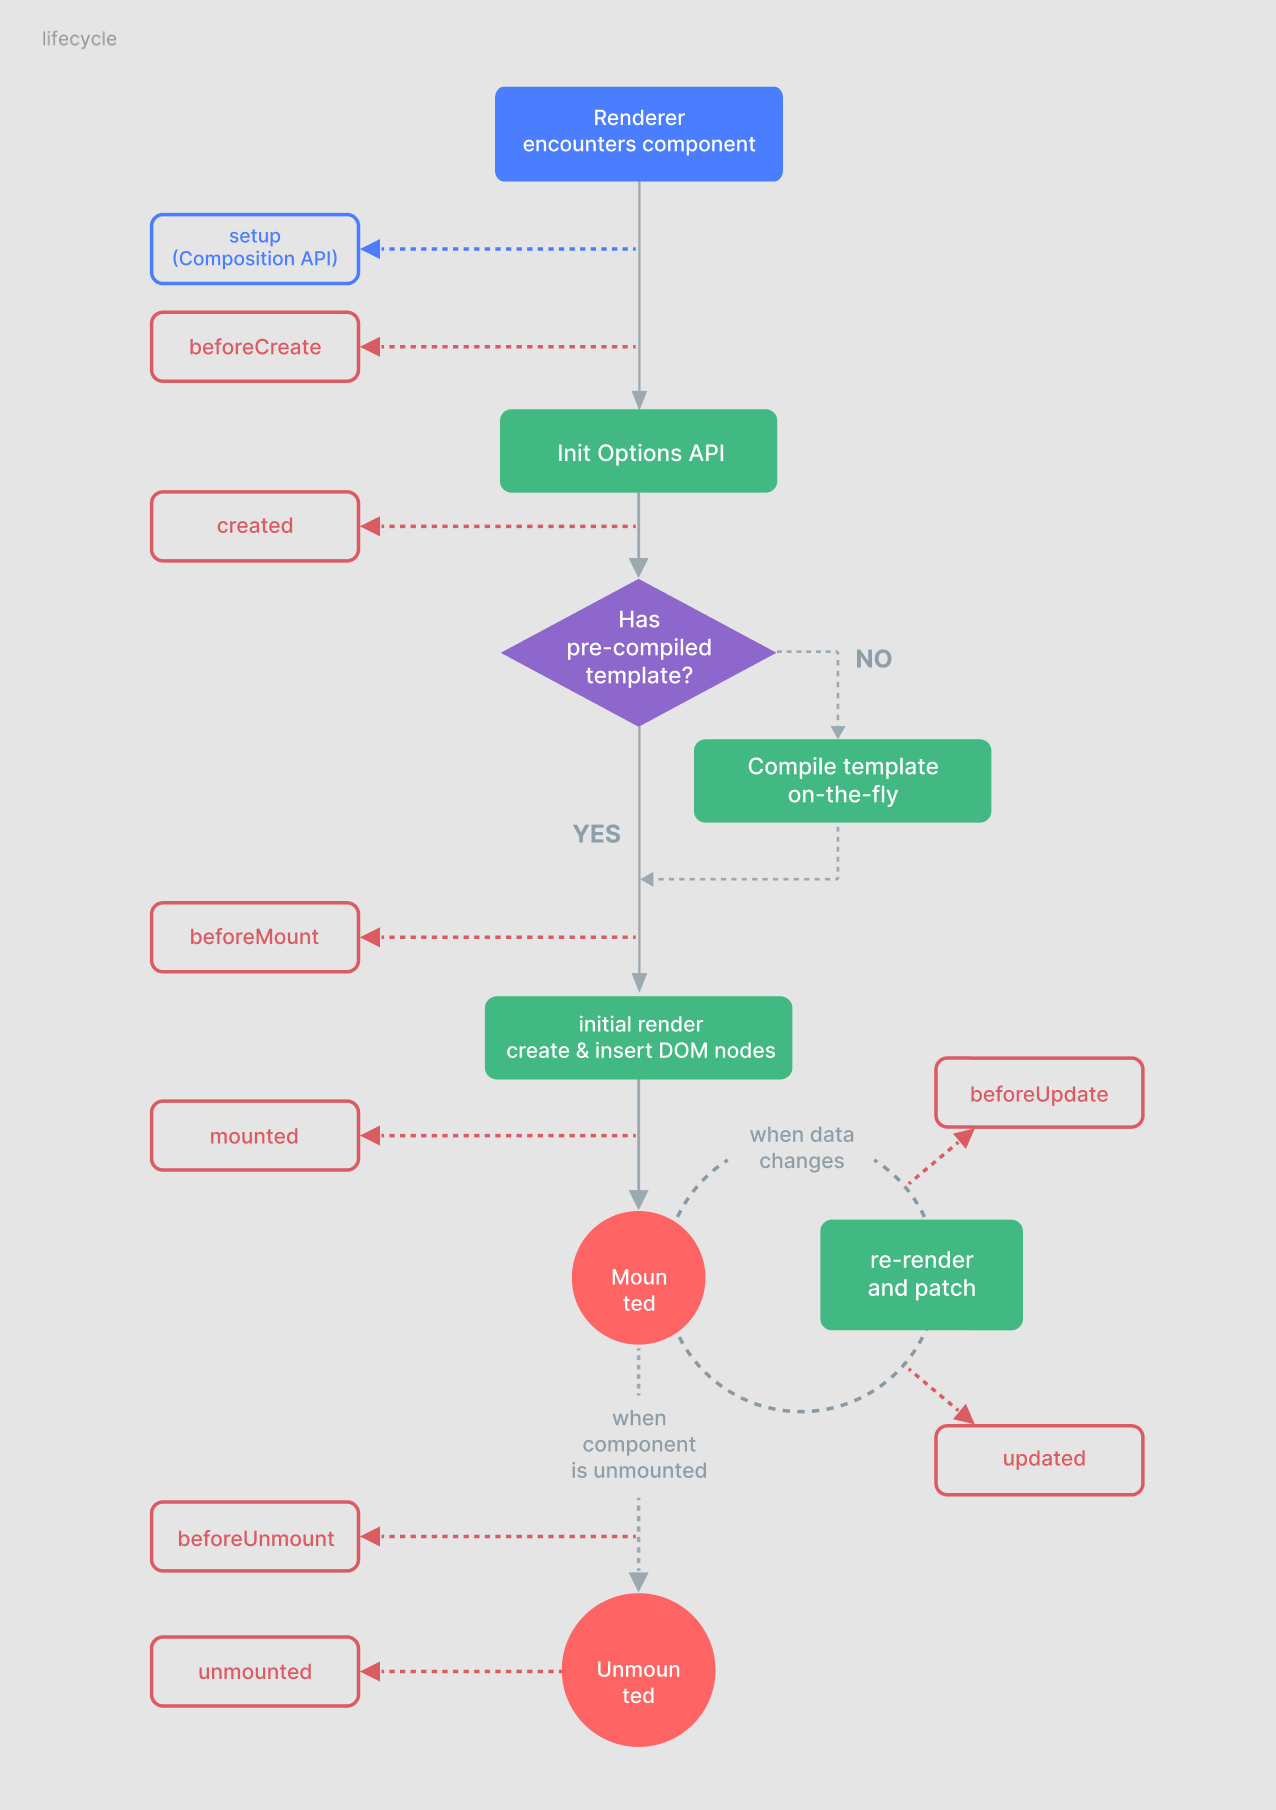 lifecycle
Renderer
encounters component
setup
(Composition API)
beforeCreate
Init Options API
created
Has
pre-compiled
template?
NO
Compile template
on-the-fly
YES
beforeMount
initial render
create & insert DOM nodes
beforeUpdate
mounted
when data
changes
re-render
and patch
Moun
ted
when
component
is unmounted
updated
beforeUnmount
unmounted
Unmoun
ted